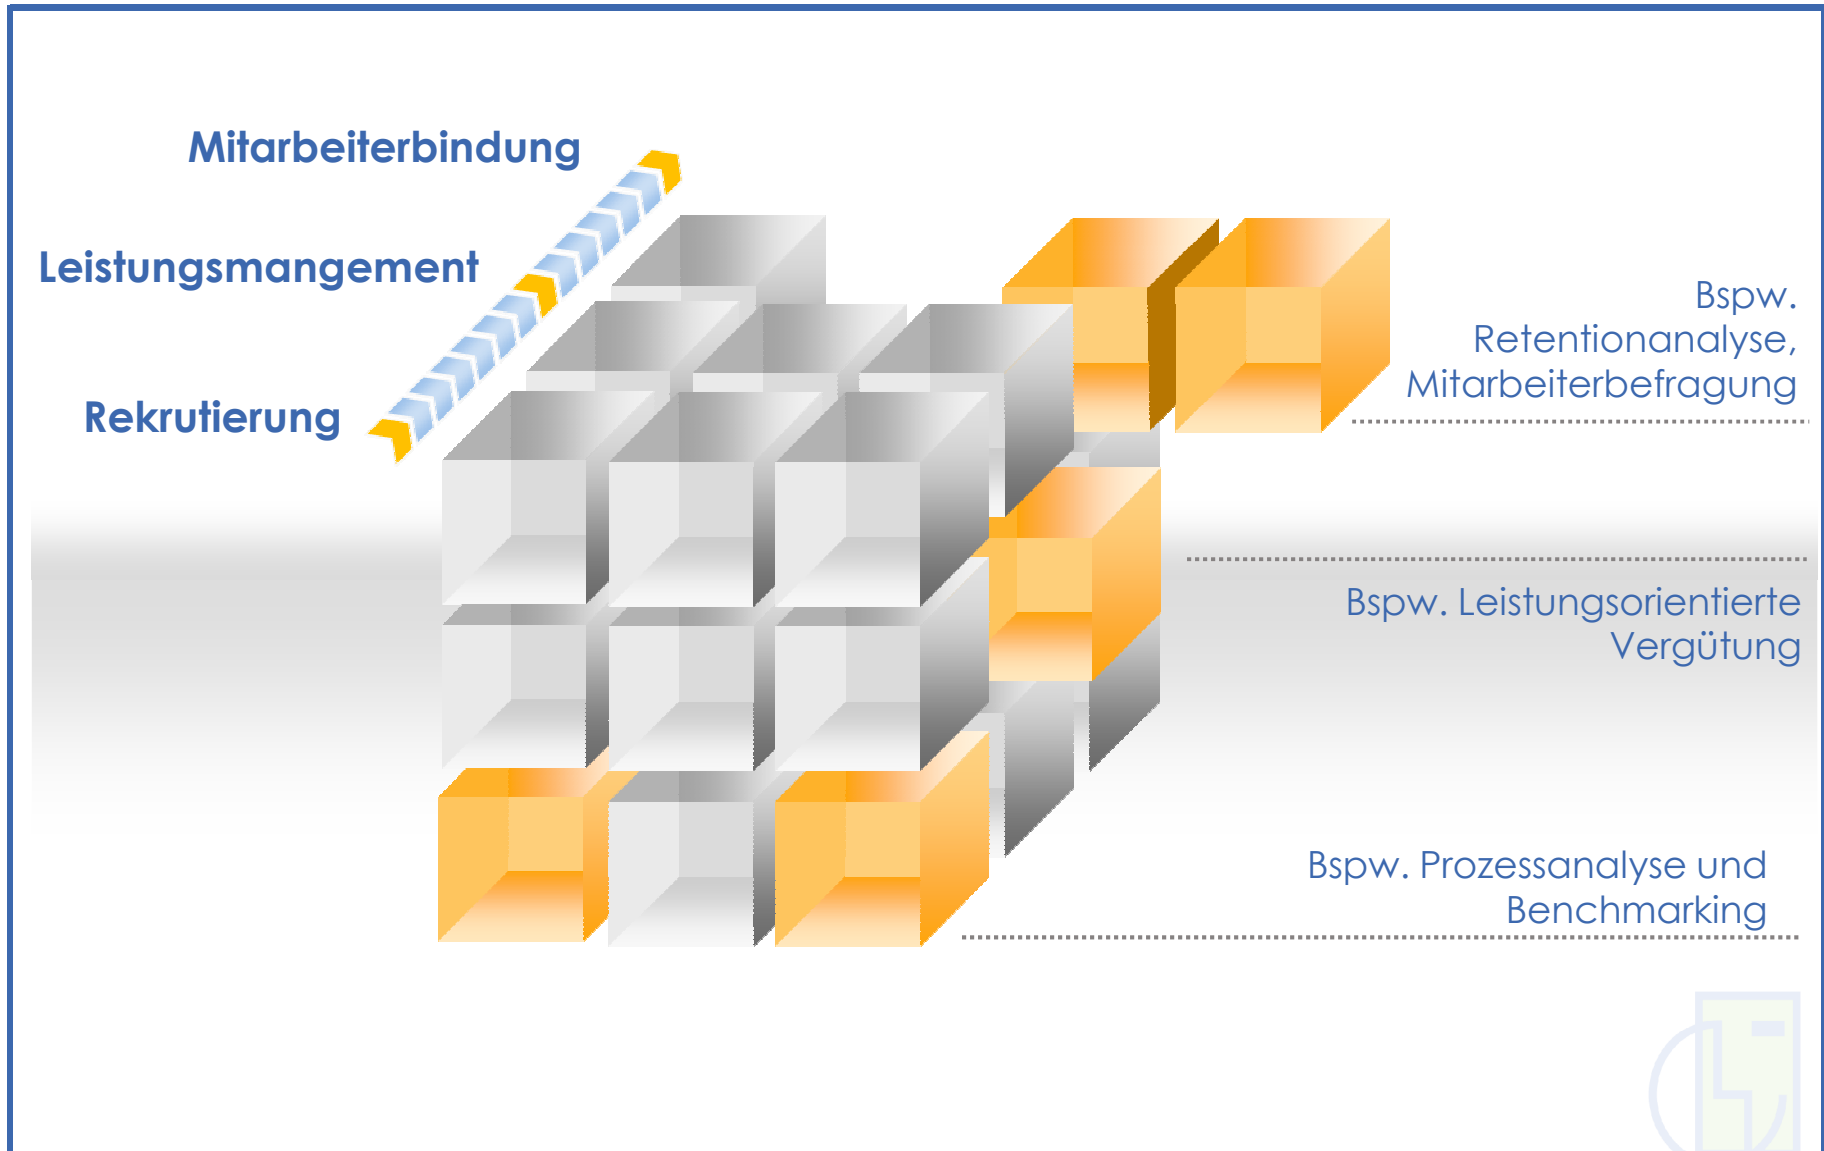 Mitarbeiterbindung
Leistungsmangement
Rekrutierung
Bspw.
Retentionanalyse,
Mitarbeiterbefragung
Bspw. Leistungsorientierte
Vergütung
Bspw. Prozessanalyse und
Benchmarking